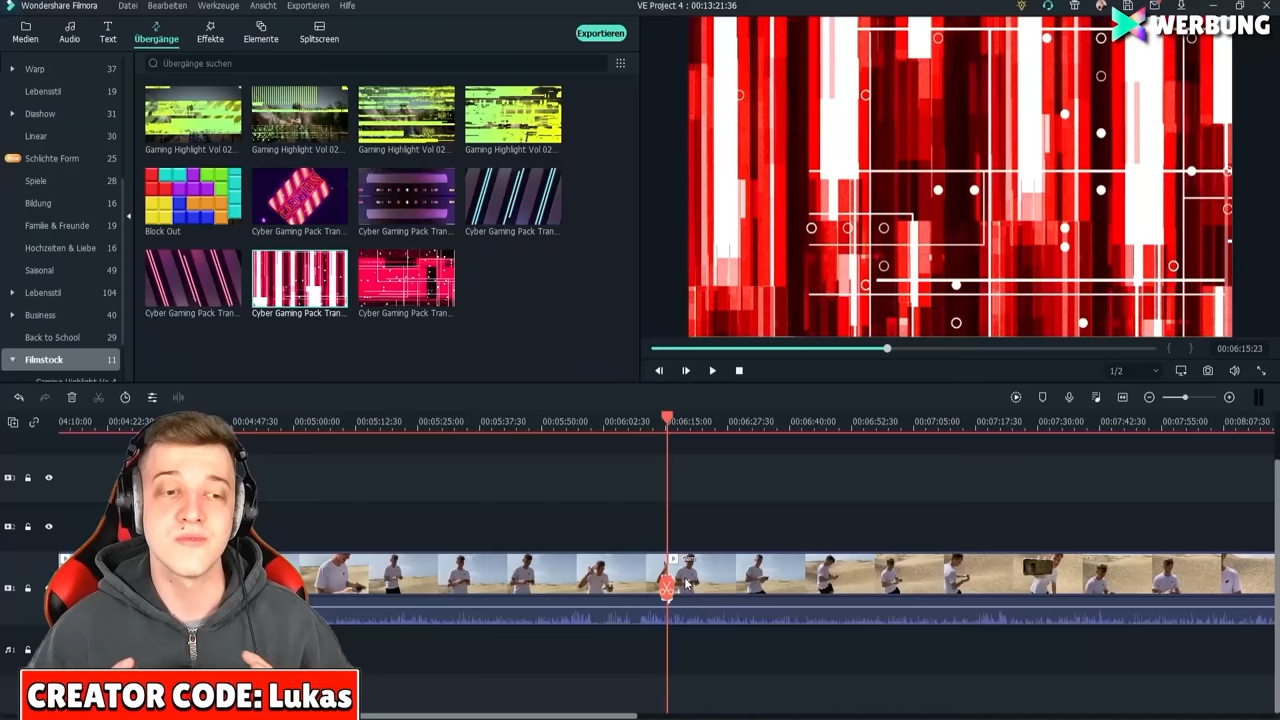 Wondershare Filmora Datei Bearbeiten Werkzeuge Ansicht Exportieren Hilfe VE Project 4 : 00:13:21:36
WERBUNG
Medien Audio Text Übergänge Effekte Elemente Splitscreen Exportieren
Übergänge suchen
Warp 37
Lebensstil 19
Diashow 31
Linear 30
Schlichte Form 25
Spiele 28
Bildung 16
Familie & Freunde 19
Hochzeiten & Liebe 16
Saisonal 49
Lebensstil 104
Business 40
Back to School 29
Filmstock 11
Gaming Highlight Vol 02... Gaming Highlight Vol 02... Gaming Highlight Vol 02... Gaming Highlight Vol 02...
Block Out Cyber Gaming Pack Tran... Cyber Gaming Pack Tran... Cyber Gaming Pack Tran...
Cyber Gaming Pack Tran... Cyber Gaming Pack Tran... Cyber Gaming Pack Tran...
00:06:15:23
1/2
04:10:00 00:04:22:30 00:04:47:30 00:05:00:00 00:05:12:30 00:05:25:00 00:05:37:30 00:05:50:00 00:06:02:30 00:06:15:00 00:06:27:30 00:06:40:00 00:06:52:30 00:07:05:00 00:07:17:30 00:07:30:00 00:07:42:30 00:07:55:00 00:08:07:30
CREATOR CODE: Lukas